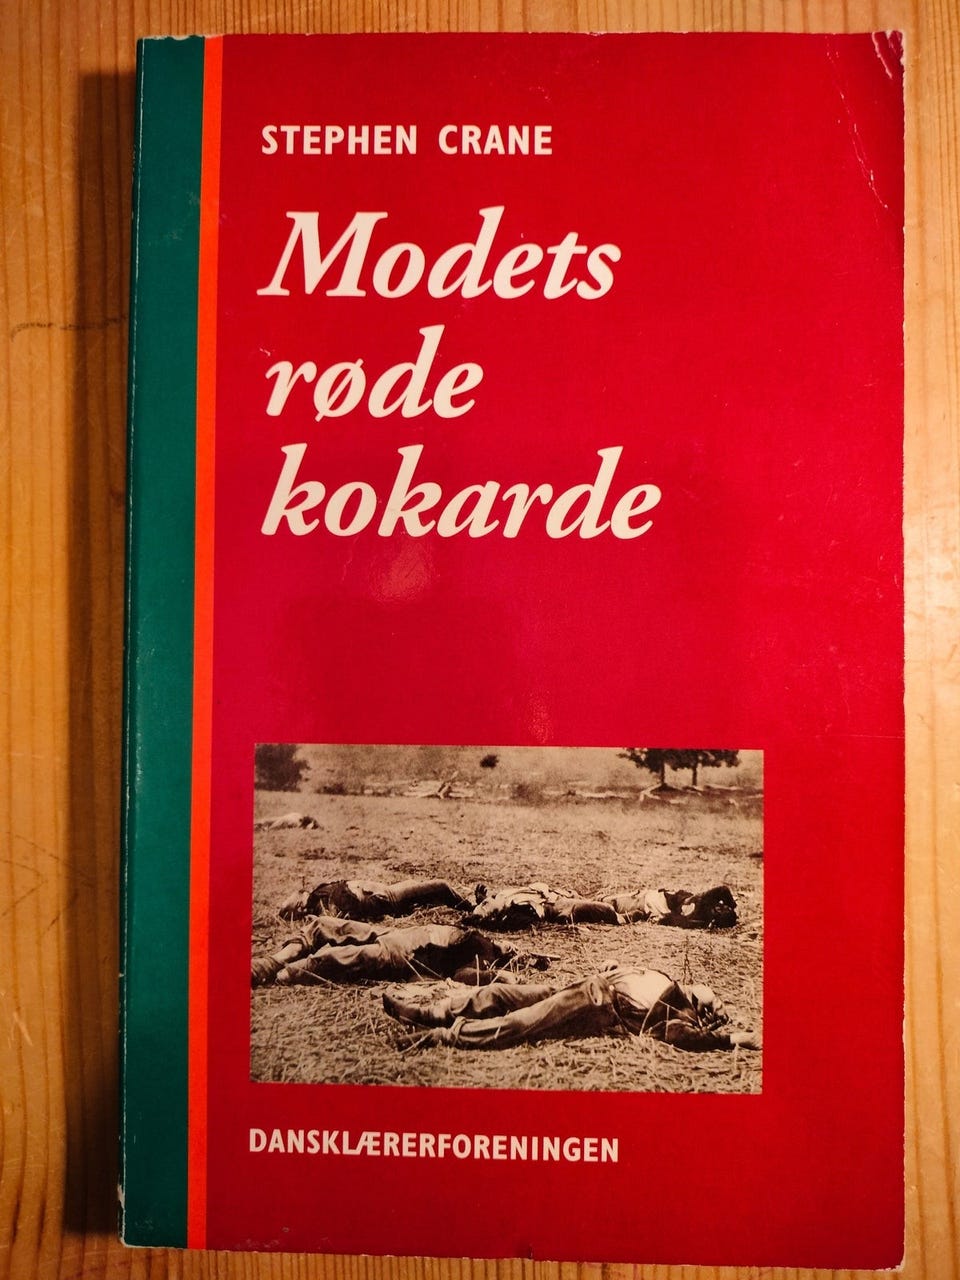 STEPHEN CRANE
Modets
røde
kokarde
DANSKLÆRERFORENINGEN